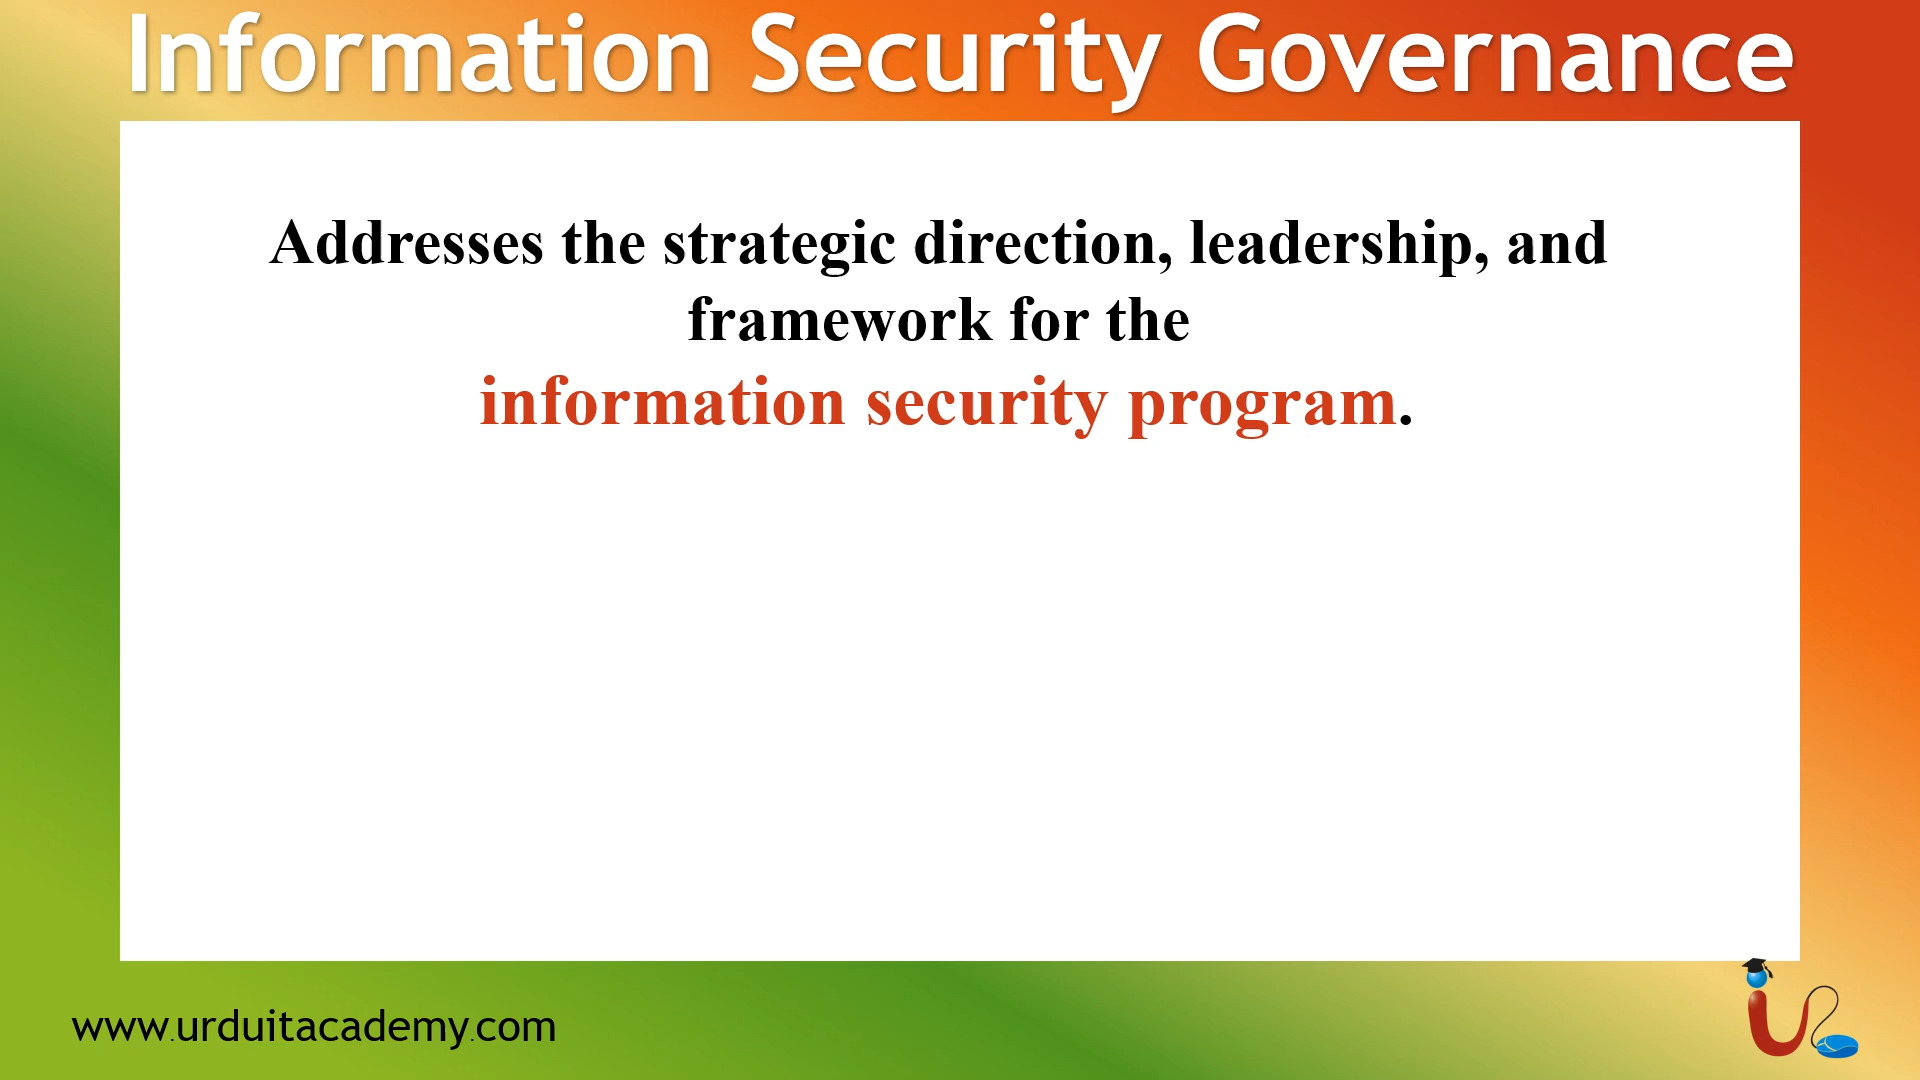 Information Security Governance
Addresses the strategic direction, leadership, and
framework for the
information security program.
www.urduitacademy.com